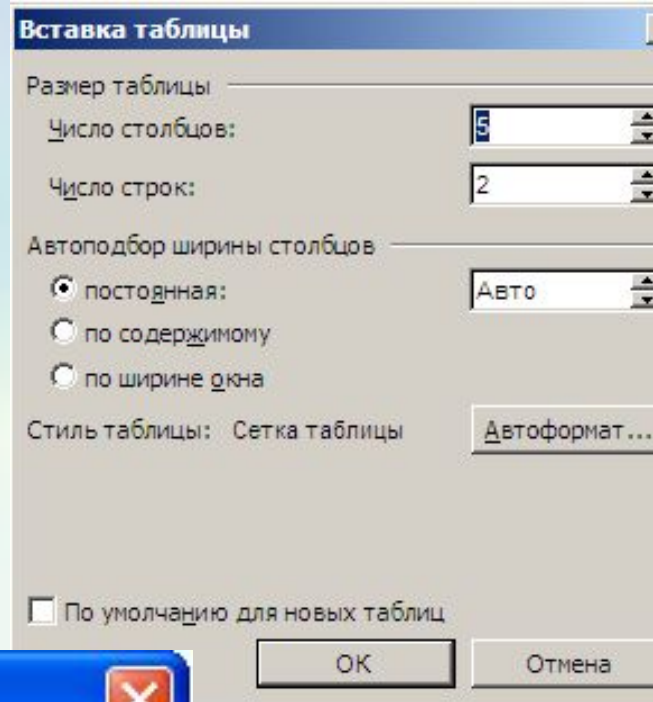 Вставка таблицы
Размер таблицы
Число столбцов: 5
Число строк: 2
Автоподбор ширины столбцов
постоянная: Авто
по содержимому
по ширине окна
Стиль таблицы: Сетка таблицы Автоформат...
По умолчанию для новых таблиц
ОК Отмена